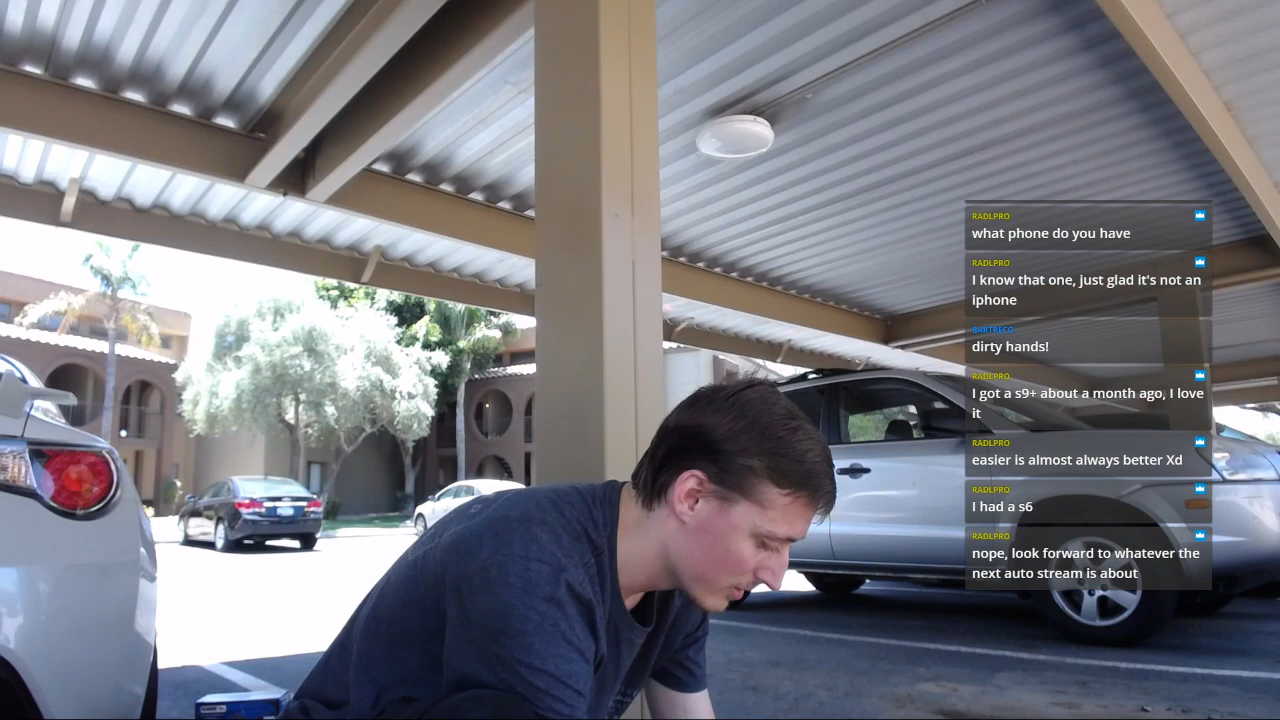 RADLPRO
what phone do you have
RADLPRO
I know that one, just glad it's not an
iphone
BARTRECO
dirty hands!
RADLPRO
I got a s9+ about a month ago, I love
it
RADLPRO
easier is almost always better Xd
RADLPRO
I had a s6
RADLPRO
nope, look forward to whatever the
next auto stream is about